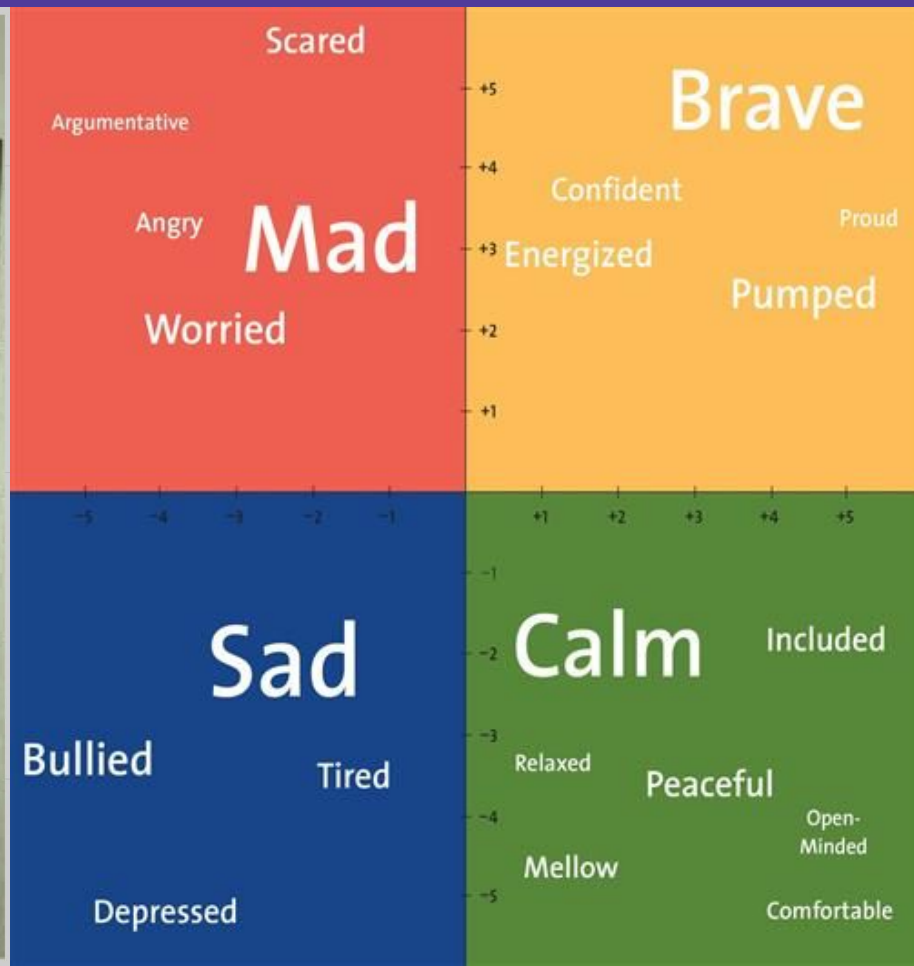 Scared
Argumentative
Angry
Mad
Worried
+5
Brave
+4
Confident
Proud
+3
Energized
Pumped
+2
+1
−5 −4 −3 −2 −1
+1 +2 +3 +4 +5
−1
Sad
Bullied
Tired
Depressed
Calm
Included
−2
−3
Relaxed
Peaceful
−4
Open-
Minded
Mellow
−5
Comfortable